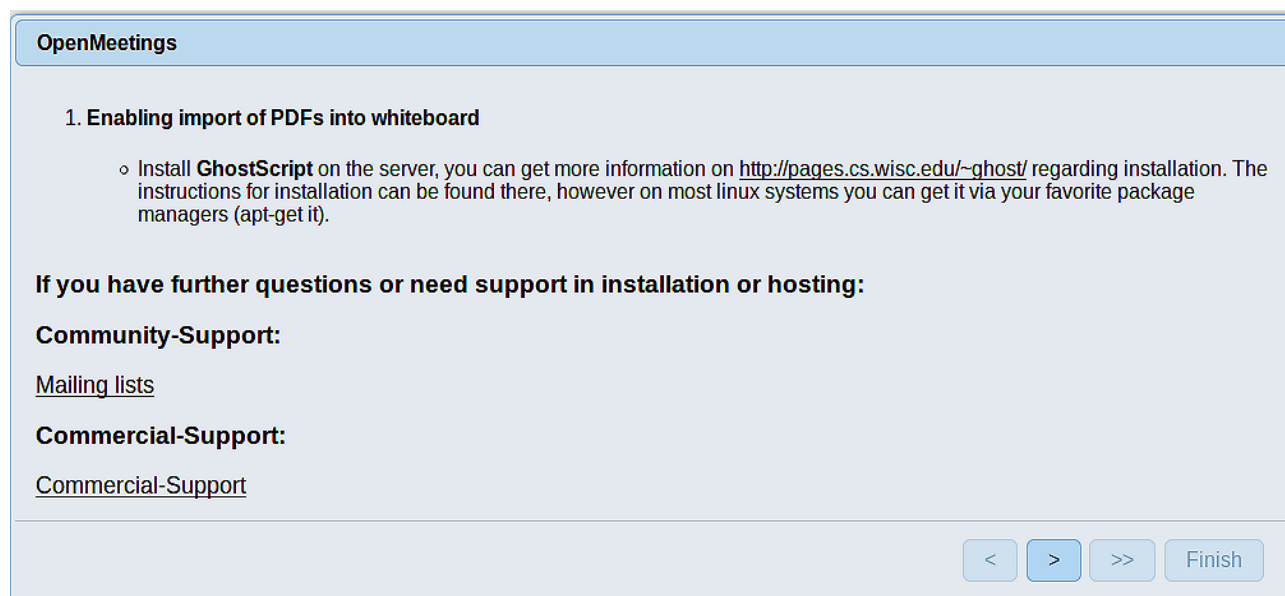 OpenMeetings
1. Enabling import of PDFs into whiteboard
Install GhostScript on the server, you can get more information on http://pages.cs.wisc.edu/~ghost/ regarding installation. The
instructions for installation can be found there, however on most linux systems you can get it via your favorite package
managers (apt-get it).
If you have further questions or need support in installation or hosting:
Community-Support:
Mailing lists
Commercial-Support:
Commercial-Support
< > >> Finish